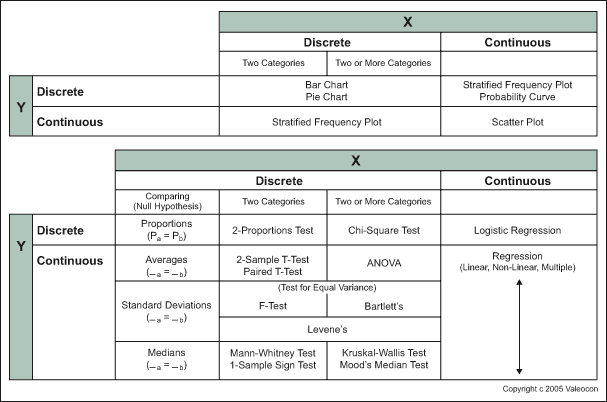 X
Discrete Continuous
Two Categories Two or More Categories
Y
Discrete
Bar Chart
Pie Chart
Stratified Frequency Plot
Probability Curve
Continuous
Stratified Frequency Plot
Scatter Plot
X
Discrete Continuous
Comparing
(Null Hypothesis)
Two Categories Two or More Categories
Y
Discrete
Proportions
(Pa = Pb)
2-Proportions Test
Chi-Square Test
Logistic Regression
Continuous
Averages
(_a = _b)
2-Sample T-Test
Paired T-Test
ANOVA
Regression
(Linear, Non-Linear, Multiple)
Standard Deviations
(_a = _b)
(Test for Equal Variance)
F-Test
Bartlett's
Levene's
Medians
(_a = _b)
Mann-Whitney Test
1-Sample Sign Test
Kruskal-Wallis Test
Mood's Median Test
Copyright c 2005 Valeocon